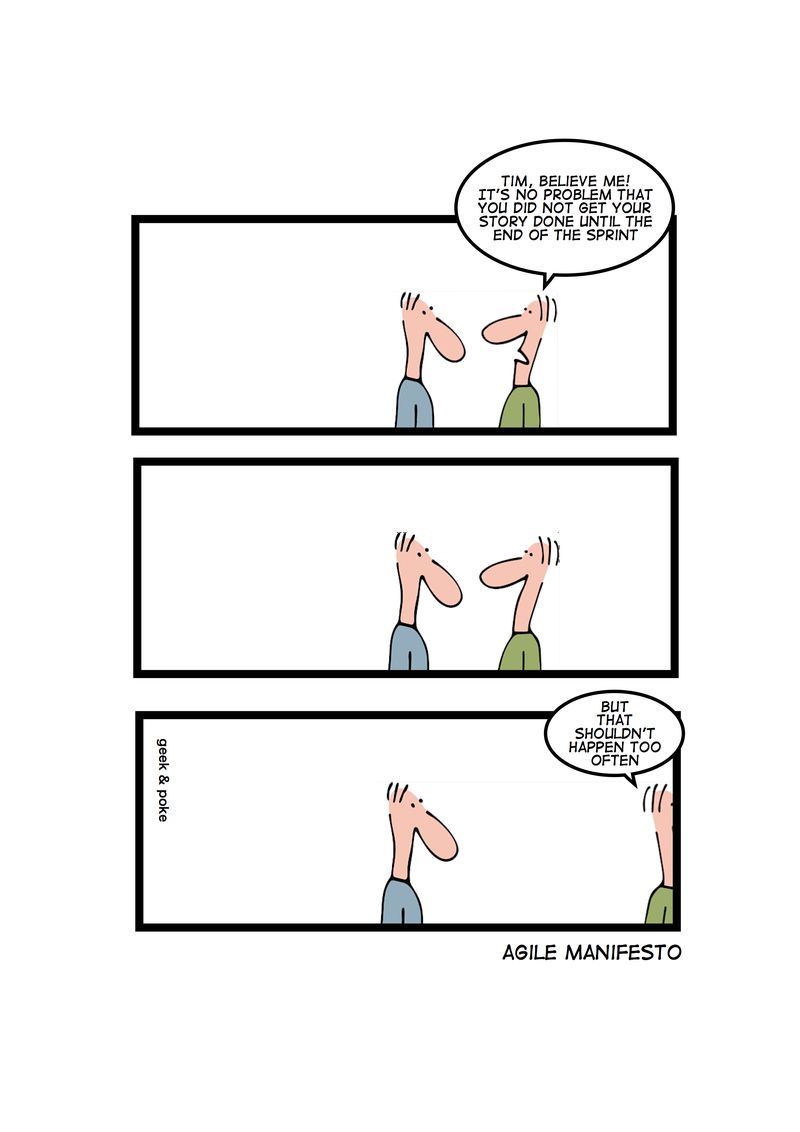 TIM, BELIEVE ME!
IT'S NO PROBLEM THAT
YOU DID NOT GET YOUR
STORY DONE UNTIL THE
END OF THE SPRINT
BUT
THAT
SHOULDN'T
HAPPEN TOO
OFTEN
geek & poke
AGILE MANIFESTO